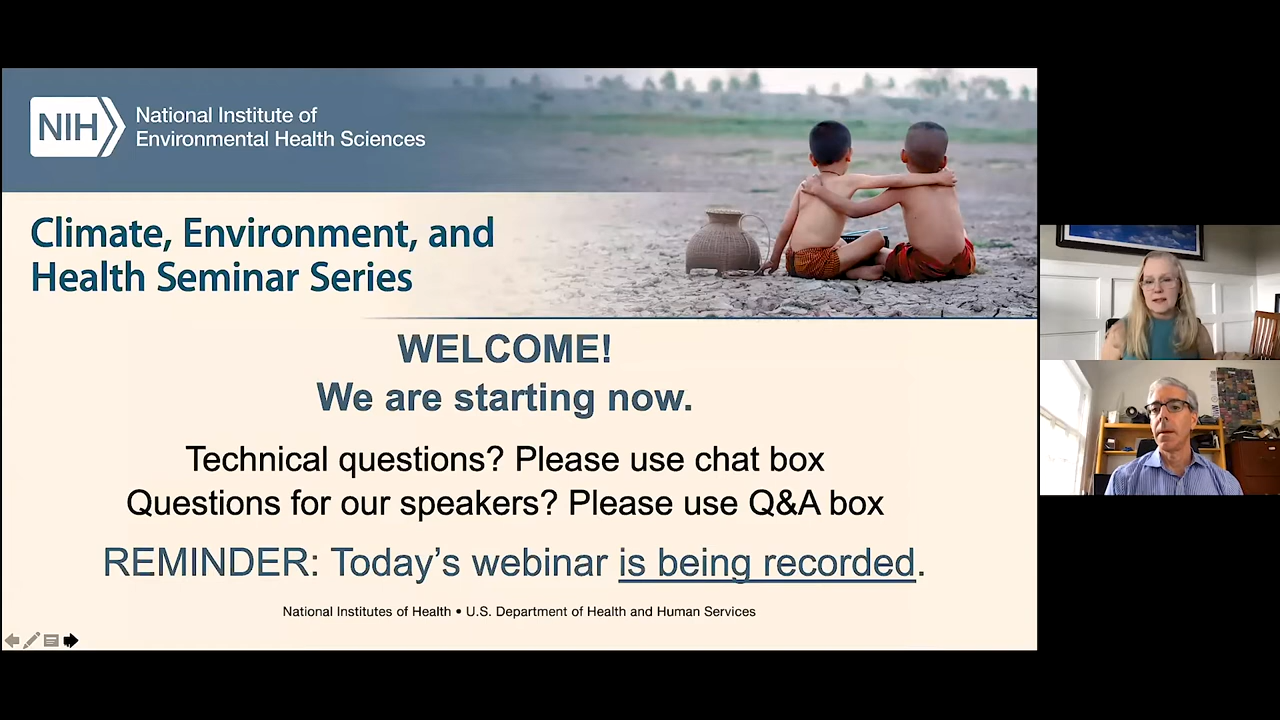 NIH
National Institute of
Environmental Health Sciences
Climate, Environment, and
Health Seminar Series
WELCOME!
We are starting now.
Technical questions? Please use chat box
Questions for our speakers? Please use Q&A box
REMINDER: Today’s webinar is being recorded.
National Institutes of Health • U.S. Department of Health and Human Services